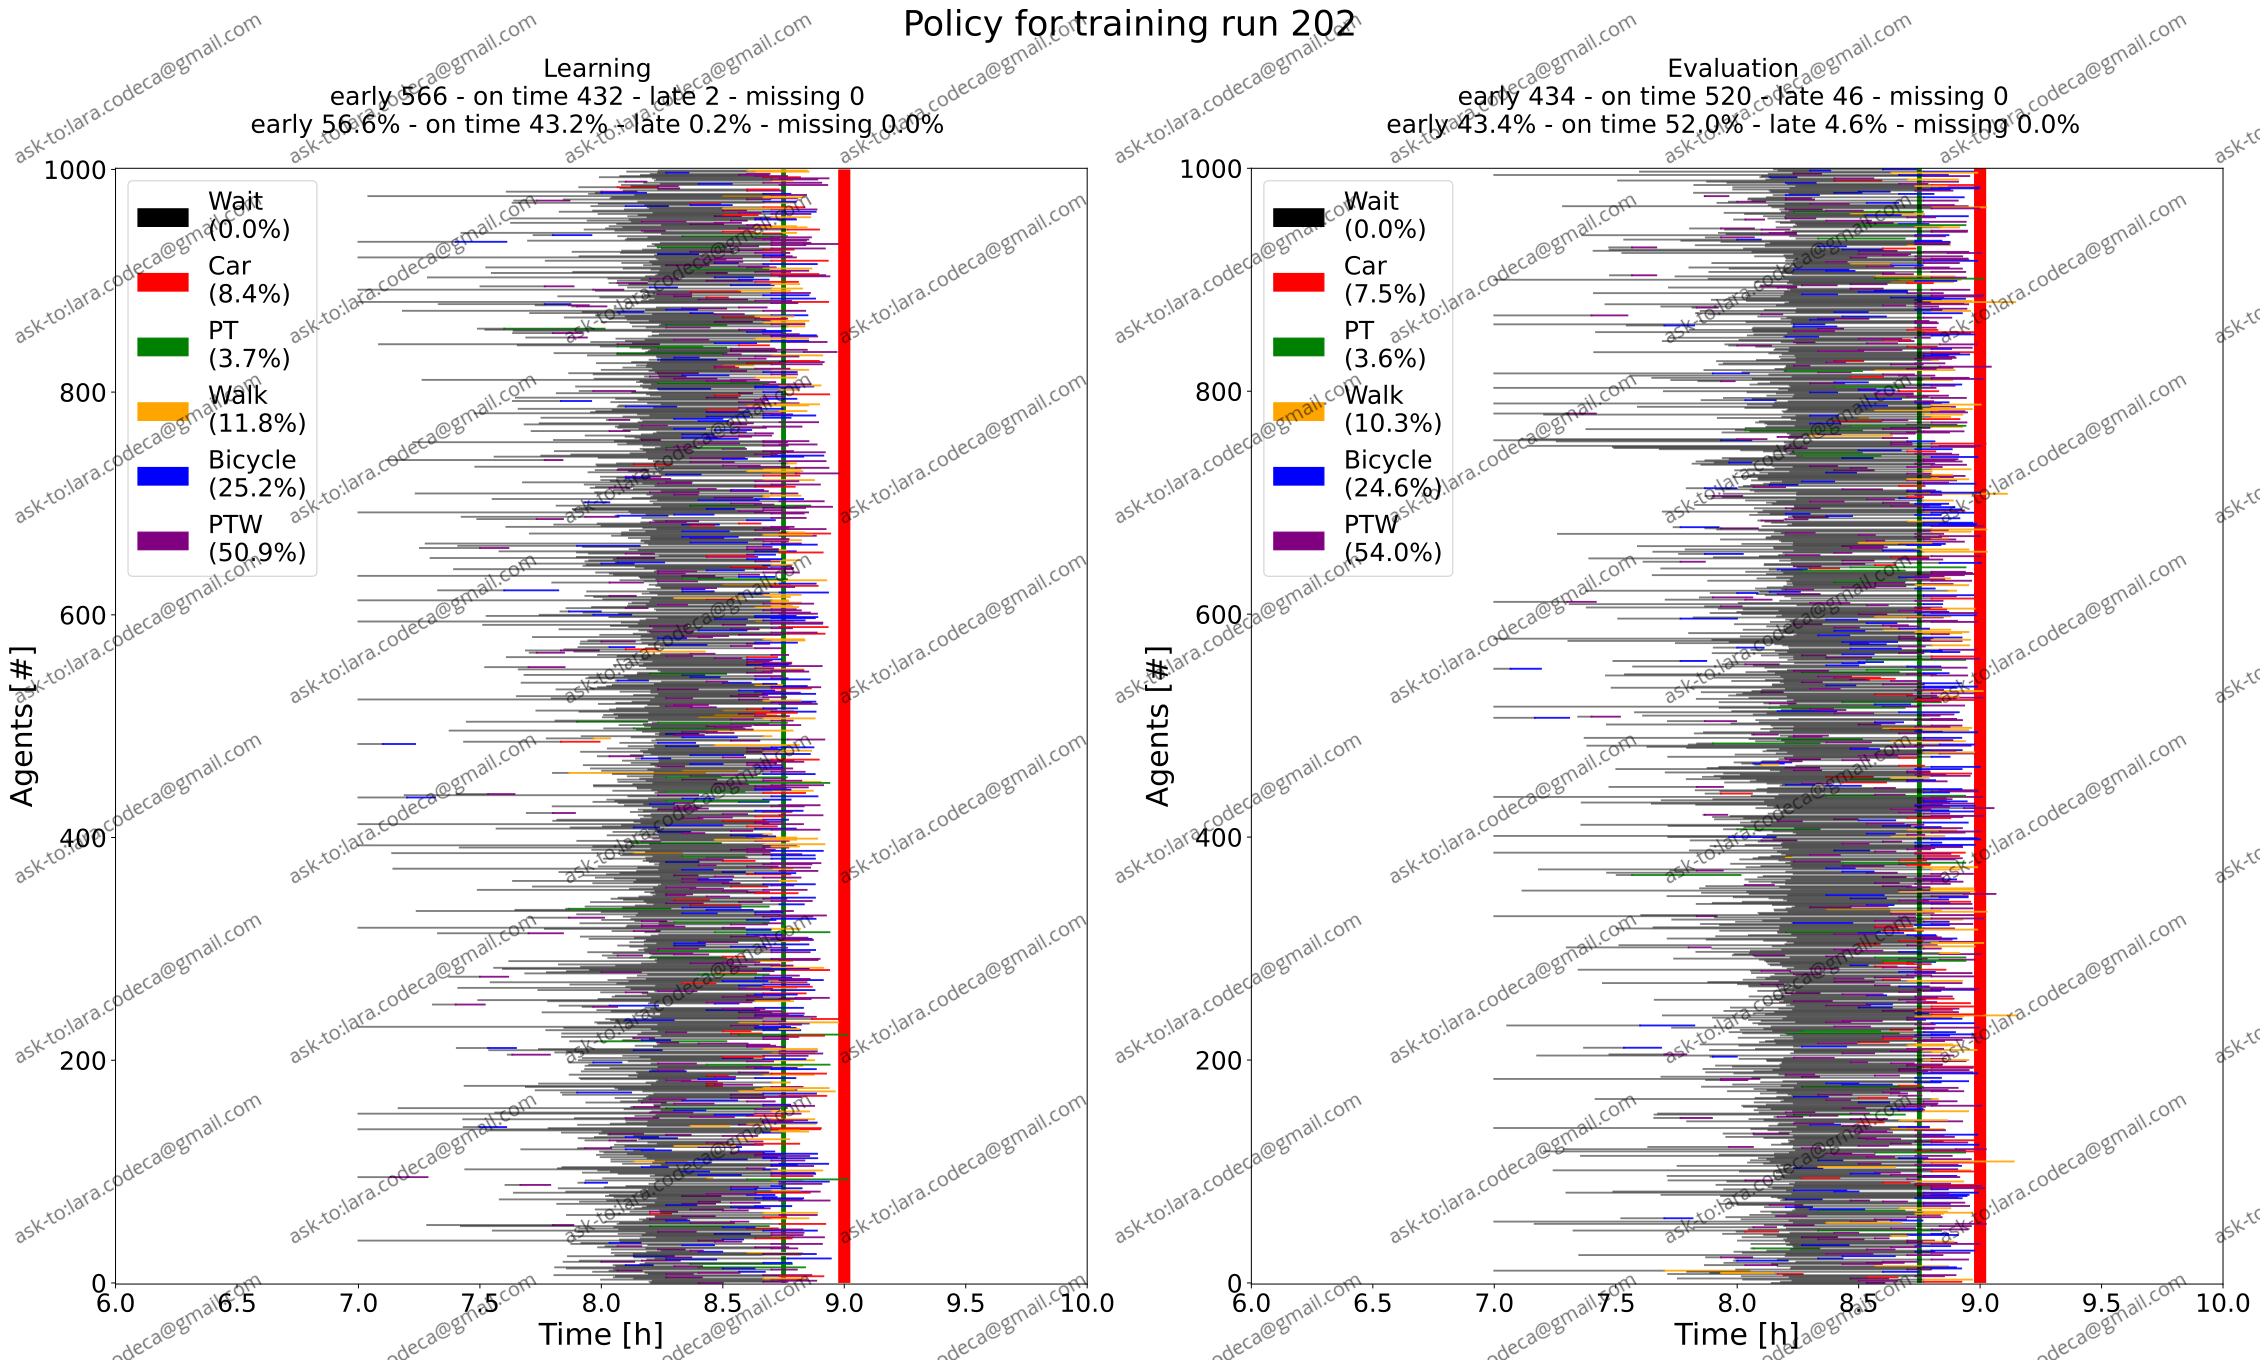 Policy for training run 202
Learning
early 566 - on time 432 - late 2 - missing 0
early 56.6% - on time 43.2% - late 0.2% - missing 0.0%
Agents [#]
1000
800
600
400
200
0
Wait
(0.0%)
Car
(8.4%)
PT
(3.7%)
Walk
(11.8%)
Bicycle
(25.2%)
PTW
(50.9%)
6.0 6.5 7.0 7.5 8.0 8.5 9.0 9.5 10.0
Time [h]
Evaluation
early 434 - on time 520 - late 46 - missing 0
early 43.4% - on time 52.0% - late 4.6% - missing 0.0%
Agents [#]
1000
800
600
400
200
0
Wait
(0.0%)
Car
(7.5%)
PT
(3.6%)
Walk
(10.3%)
Bicycle
(24.6%)
PTW
(54.0%)
6.0 6.5 7.0 7.5 8.0 8.5 9.0 9.5 10.0
Time [h]
ask-to:lara.codeca@gmail.com